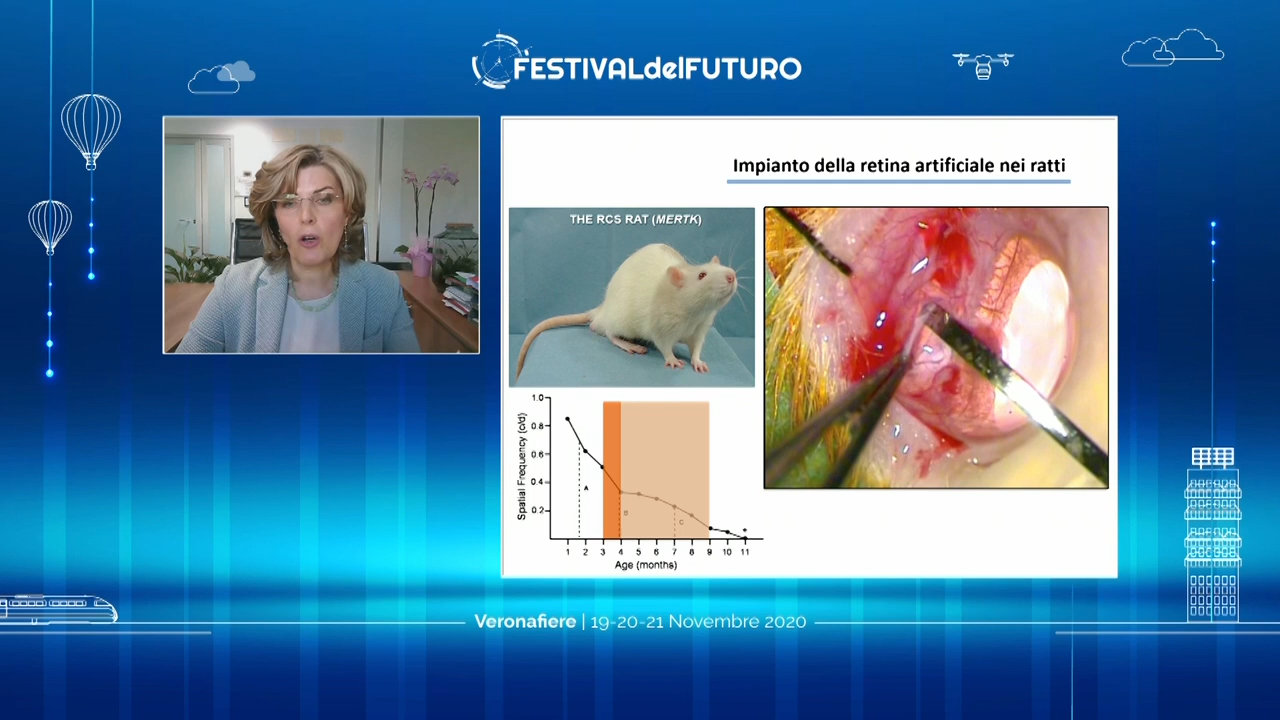 FESTIVALdelFUTURO
Impianto della retina artificiale nei ratti
THE RCS RAT (MERTK)
Spatial Frequency (c/d)
1.0
0.8
0.6
0.4
0.2
A
B
C
*
1 2 3 4 5 6 7 8 9 10 11
Age (months)
Veronafiere | 19-20-21 Novembre 2020